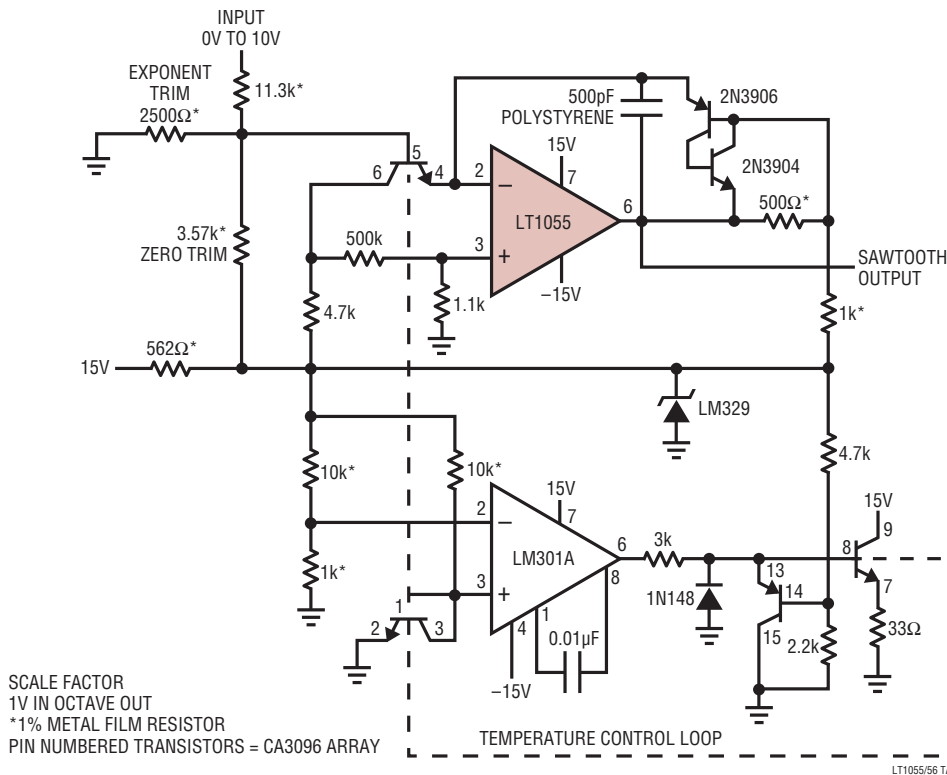 INPUT
0V TO 10V
EXPONENT
TRIM
2500Ω*
11.3k*
500pF
POLYSTYRENE
2N3906
2N3904
15V
7
5
6
4
2
−
LT1055
6
500Ω*
3.57k*
ZERO TRIM
500k
3
+
−15V
SAWTOOTH
OUTPUT
4.7k
1.1k
1k*
15V
562Ω*
LM329
4.7k
10k*
10k*
15V
7
2
−
LM301A
6
3k
15V
9
8
7
13
14
15
1N148
2.2k
33Ω
1k*
3
+
8
1
4
0.01µF
−15V
1
2
3
SCALE FACTOR
1V IN OCTAVE OUT
*1% METAL FILM RESISTOR
PIN NUMBERED TRANSISTORS = CA3096 ARRAY
TEMPERATURE CONTROL LOOP
LT1055/56